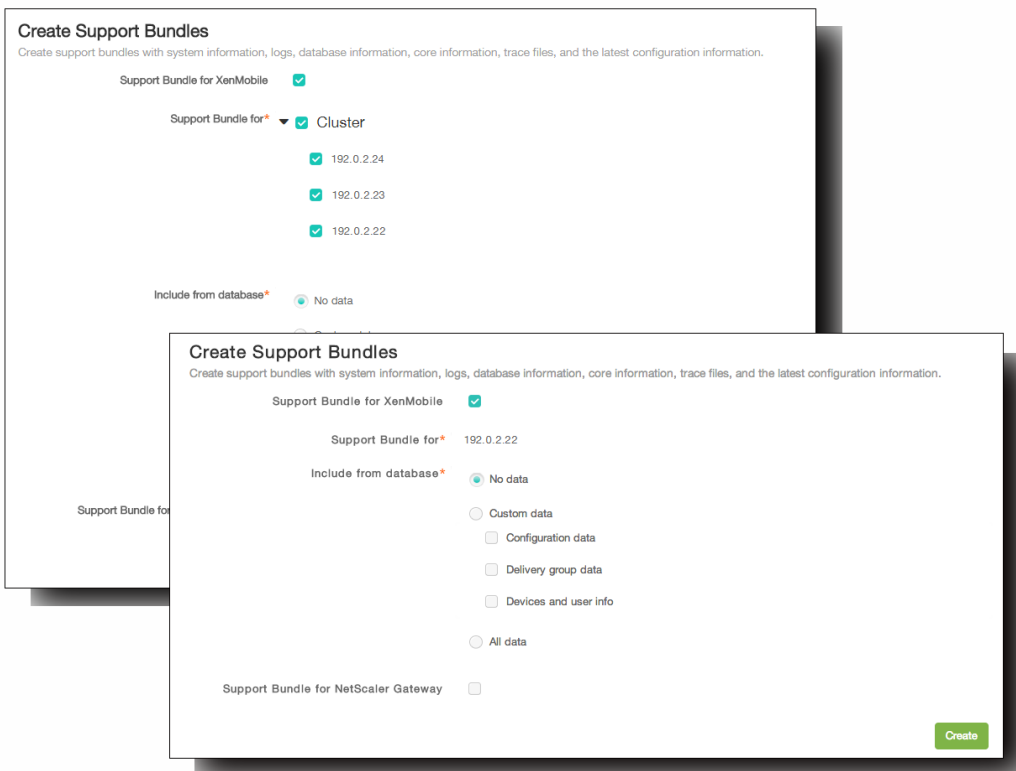 Create Support Bundles
Create support bundles with system information, logs, database information, core information, trace files, and the latest configuration information.
Support Bundle for XenMobile
Support Bundle for* Cluster
192.0.2.24
192.0.2.23
192.0.2.22
Include from database* No data
Support Bundle for
Create Support Bundles
Create support bundles with system information, logs, database information, core information, trace files, and the latest configuration information.
Support Bundle for XenMobile
Support Bundle for* 192.0.2.22
Include from database* No data
Custom data
Configuration data
Delivery group data
Devices and user info
All data
Support Bundle for NetScaler Gateway
Create